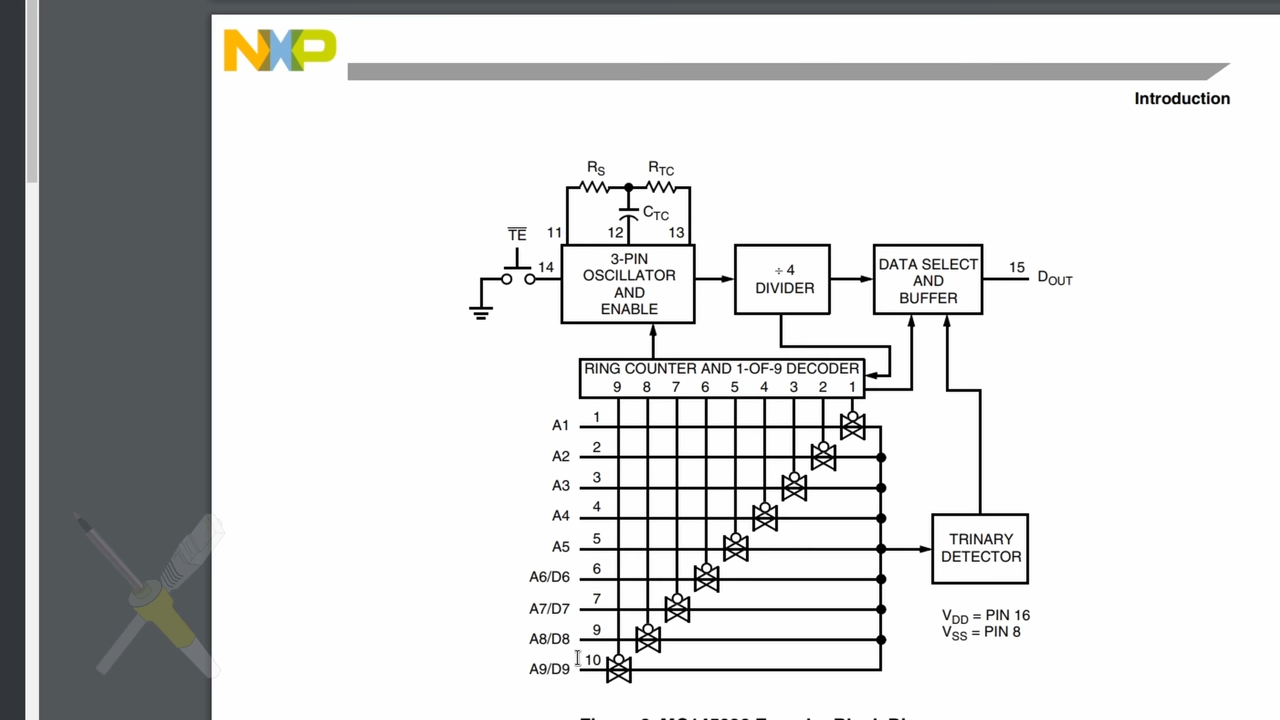 NXP
Introduction
RS RTC
CTC
TE 11 12 13
14
3-PIN
OSCILLATOR
AND
ENABLE
÷ 4
DIVIDER
DATA SELECT
AND
BUFFER
15 DOUT
RING COUNTER AND 1-OF-9 DECODER
9 8 7 6 5 4 3 2 1
A1 1
A2 2
A3 3
A4 4
A5 5
A6/D6 6
A7/D7 7
A8/D8 9
A9/D9 10
TRINARY
DETECTOR
VDD = PIN 16
VSS = PIN 8